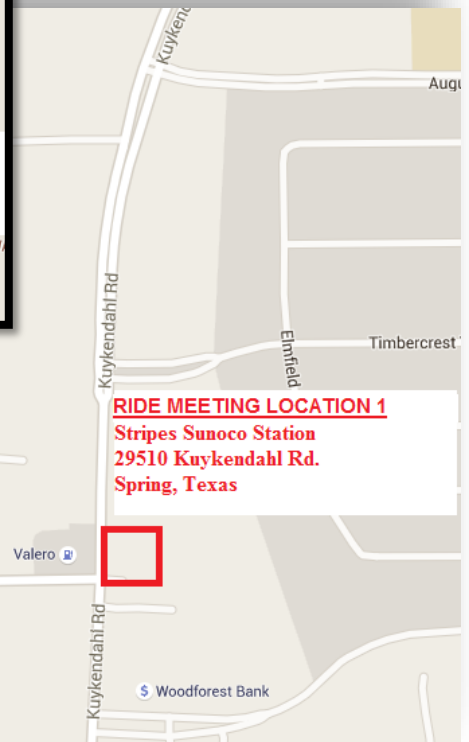 Kuykend
Augu
Kuykendahl Rd
Elmfield
Timbercrest
RIDE MEETING LOCATION 1
Stripes Sunoco Station
29510 Kuykendahl Rd.
Spring, Texas
Valero
Kuykendahl Rd
$ Woodforest Bank